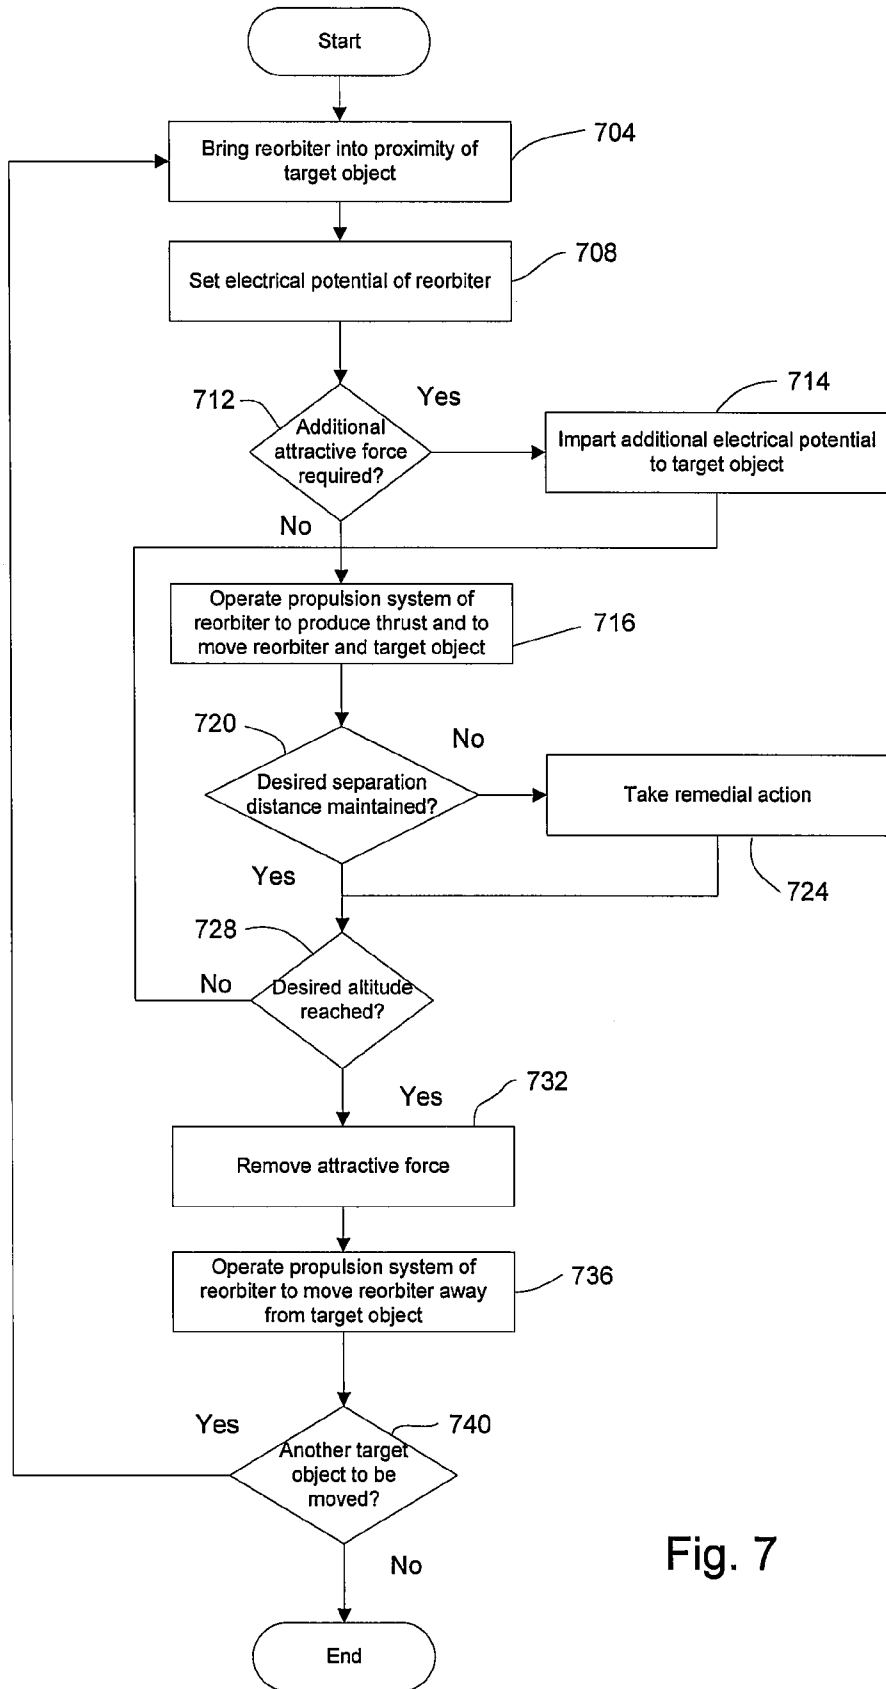 Start
Bring reorbiter into proximity of
target object
704
Set electrical potential of reorbiter
708
712
Additional
attractive force
required?
Yes
Impart additional electrical potential
to target object
714
No
Operate propulsion system of
reorbiter to produce thrust and to
move reorbiter and target object
716
720
Desired separation
distance maintained?
No
Take remedial action
724
Yes
728
Desired altitude
reached?
No
Yes
732
Remove attractive force
Operate propulsion system of
reorbiter to move reorbiter away
from target object
736
Yes
740
Another target
object to be
moved?
No
End
Fig. 7